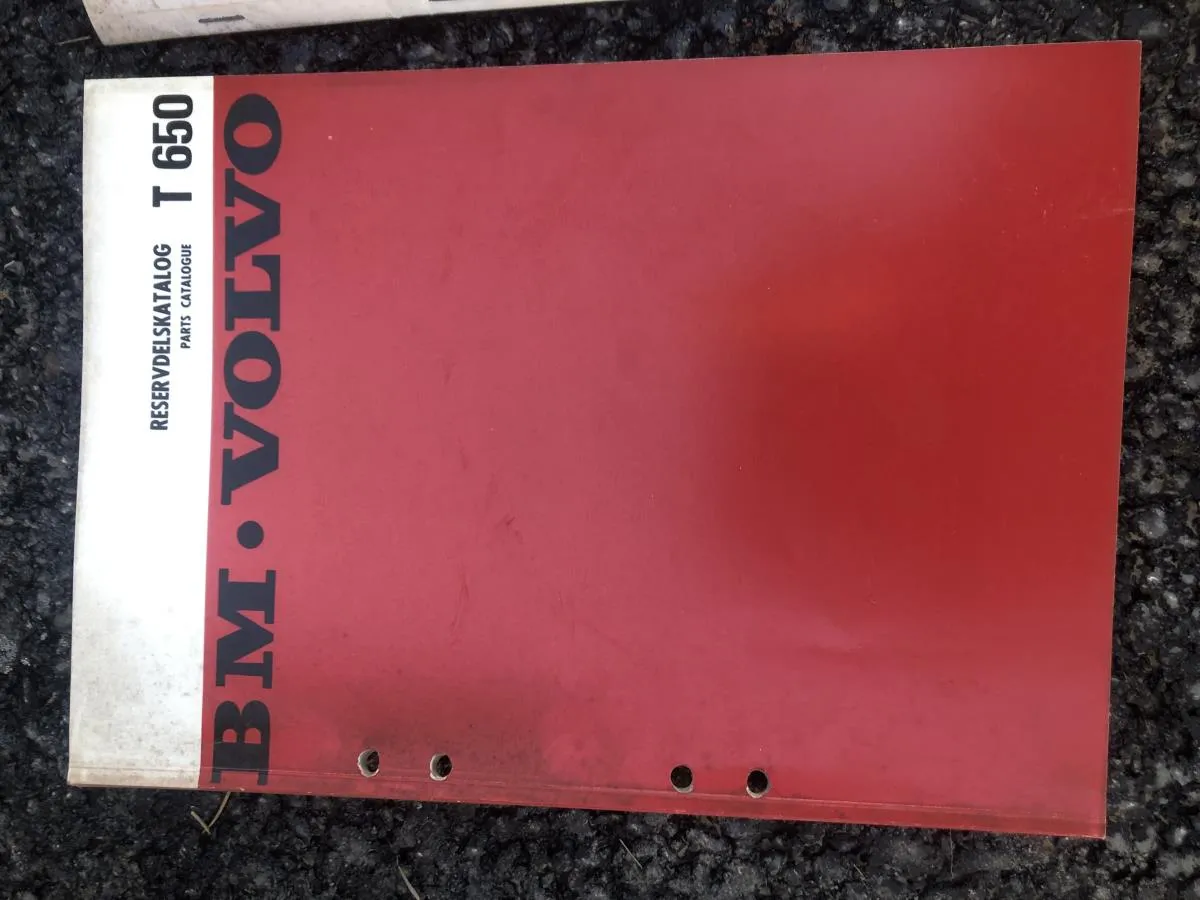 RESERVDELSKATALOG T 650
PARTS CATALOGUE
BM·VOLVO